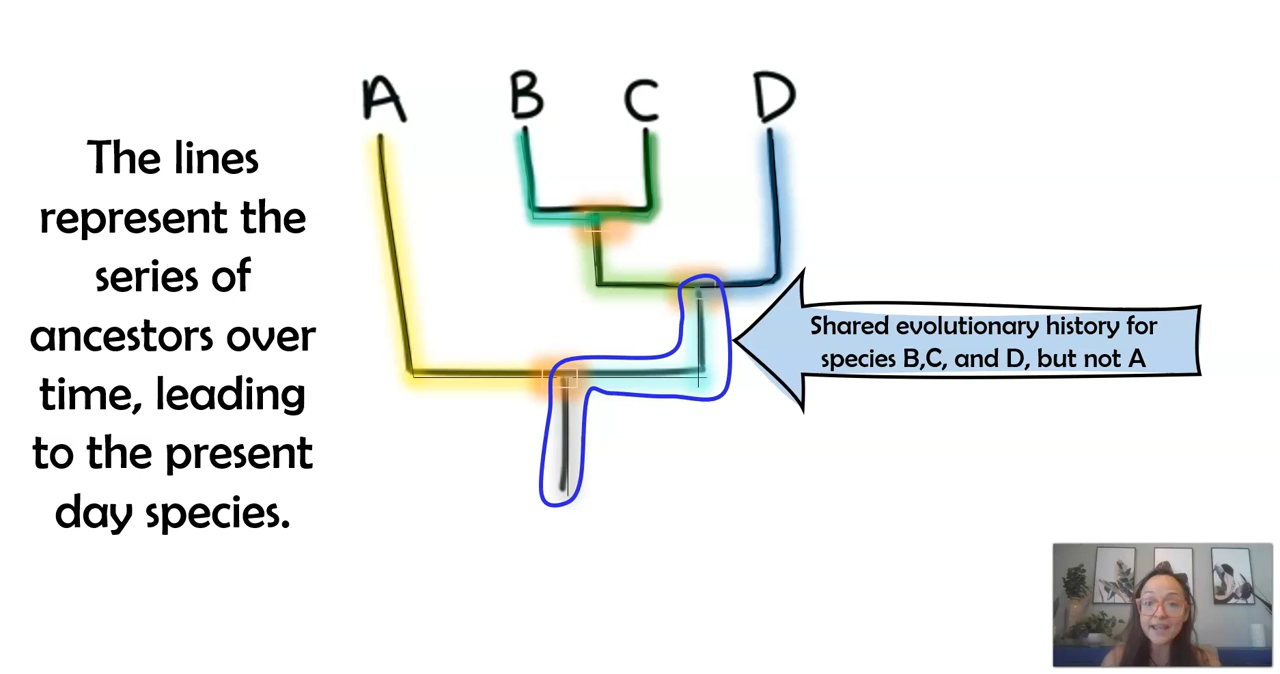 A B C D
The lines
represent the
series of
ancestors over
time, leading
to the present
day species.
Shared evolutionary history for
species B,C, and D, but not A